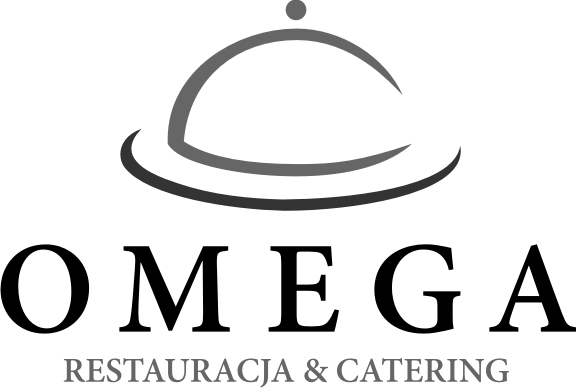 OMEGA
RESTAURACJA & CATERING